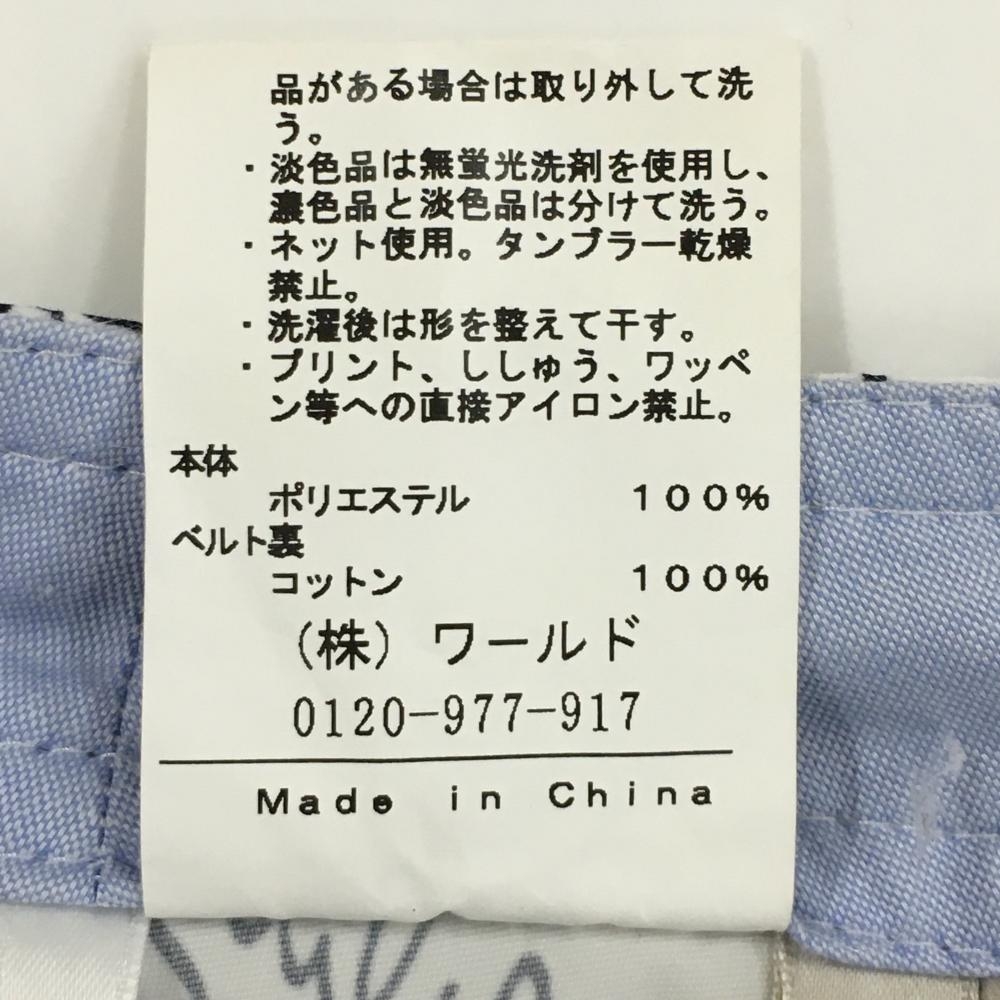 品がある場合は取り外して洗
う。
・淡色品は無蛍光洗剤を使用し、
濃色品と淡色品は分けて洗う。
・ネット使用。タンブラー乾燥
禁止。
・洗濯後は形を整えて干す。
・プリント、ししゅう、ワッペ
ン等への直接アイロン禁止。
本体
ポリエステル 100%
ベルト裏
コットン 100%
(株) ワールド
0120-977-917
Made in China